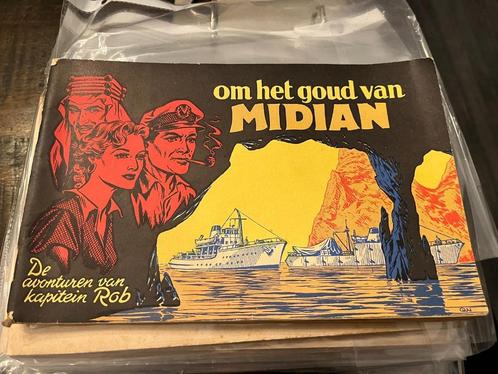 om het goud van
MIDIAN
De
avonturen van
kapitein Rob